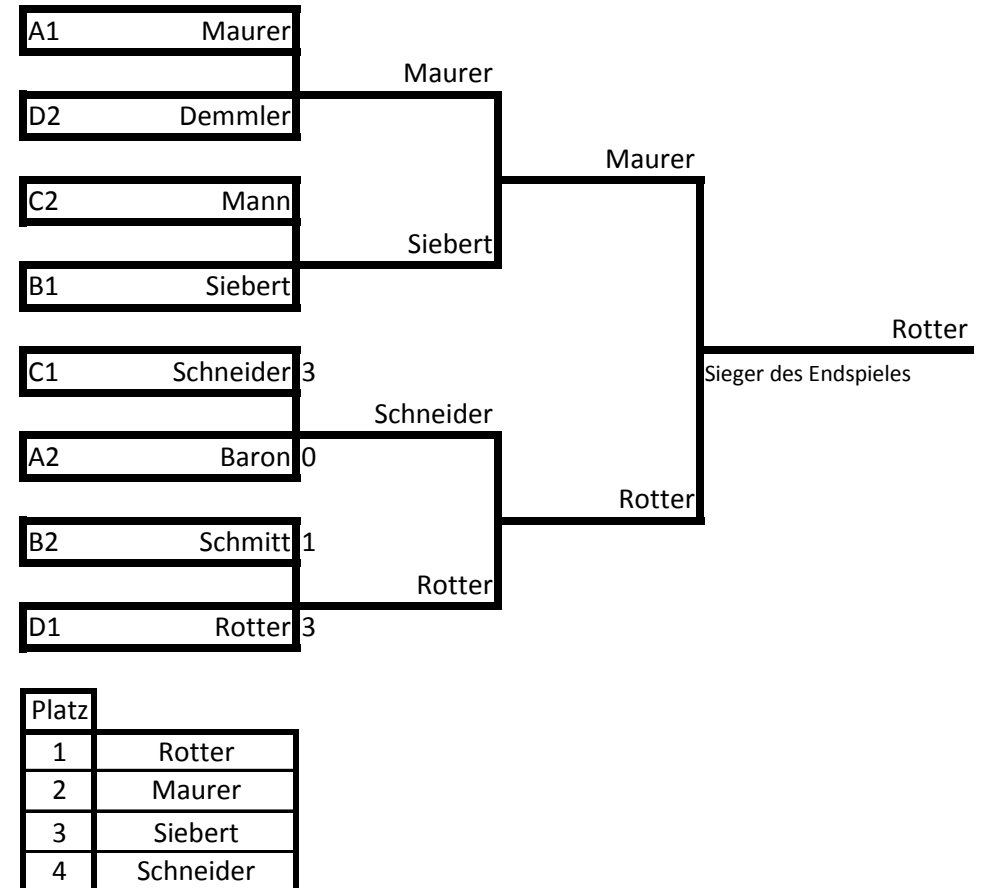 A1 Maurer
Maurer
D2 Demmler
Maurer
C2 Mann
Siebert
B1 Siebert
Rotter
C1 Schneider 3
Sieger des Endspieles
Schneider
A2 Baron 0
Rotter
B2 Schmitt 1
Rotter
D1 Rotter 3
Platz
1 Rotter
2 Maurer
3 Siebert
4 Schneider